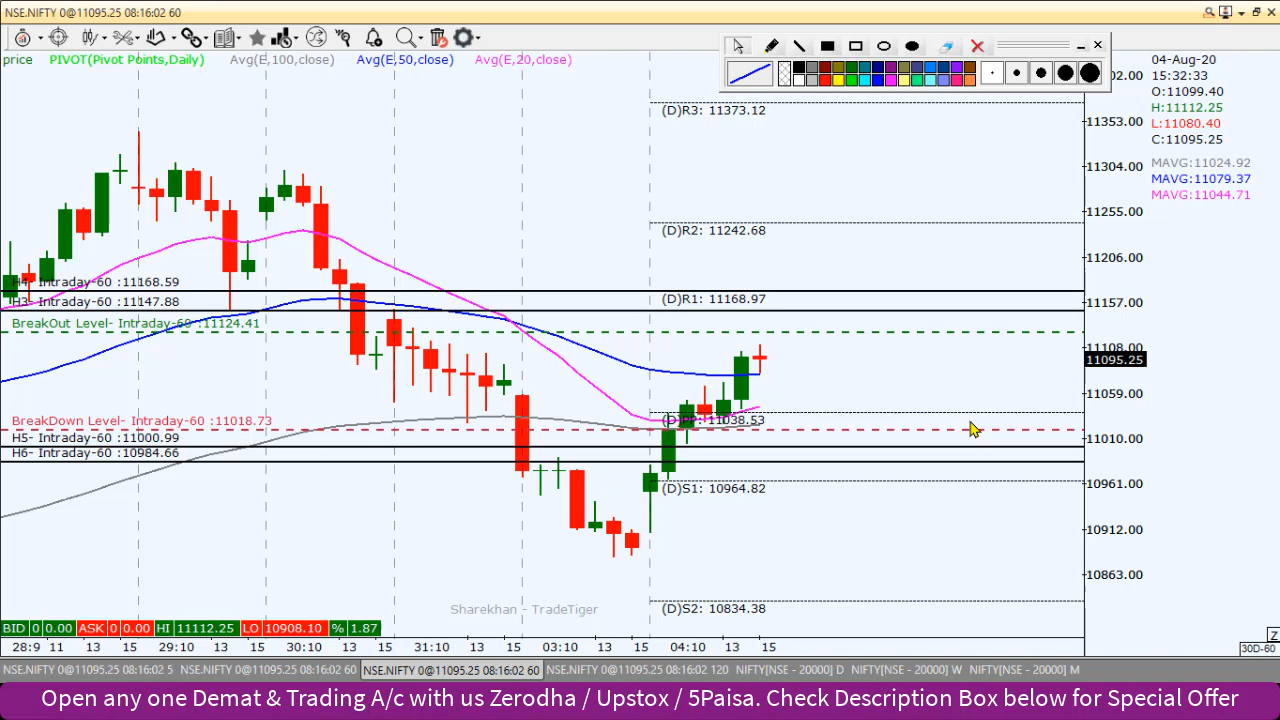 NSE.NIFTY 0@11095.25 08:16:02 60
price PIVOT(Pivot Points,Daily) Avg(E,100,close) Avg(E,50,close) Avg(E,20,close)
04-Aug-20
15:32:33
O:11099.40
H:11112.25
L:11080.40
C:11095.25
MAVG:11024.92
MAVG:11079.37
MAVG:11044.71
02.00
11353.00
11304.00
11255.00
11206.00
11157.00
11108.00
11095.25
11059.00
11010.00
10961.00
10912.00
10863.00
(D)R3: 11373.12
(D)R2: 11242.68
(D)R1: 11168.97
(D)PP: 11038.53
(D)S1: 10964.82
(D)S2: 10834.38
H4- Intraday-60 :11168.59
H3- Intraday-60 :11147.88
BreakOut Level- Intraday-60 :11124.41
BreakDown Level- Intraday-60 :11018.73
H5- Intraday-60 :11000.99
H6- Intraday-60 :10984.66
Sharekhan - TradeTiger
BID 0 0.00 ASK 0 0.00 HI 11112.25 LO 10908.10 % 1.87
Z
28:9 11 13 15 29:10 13 15 30:10 13 15 31:10 13 15 03:10 13 15 04:10 13 15
30D-60
NSE.NIFTY 0@11095.25 08:16:02 5 NSE.NIFTY 0@11095.25 08:16:02 60 NSE.NIFTY 0@11095.25 08:16:02 60 NSE.NIFTY 0@11095.25 08:16:02 120 NIFTY[NSE - 20000] D NIFTY[NSE - 20000] W NIFTY[NSE - 20000] M
Open any one Demat & Trading A/c with us Zerodha / Upstox / 5Paisa. Check Description Box below for Special Offer